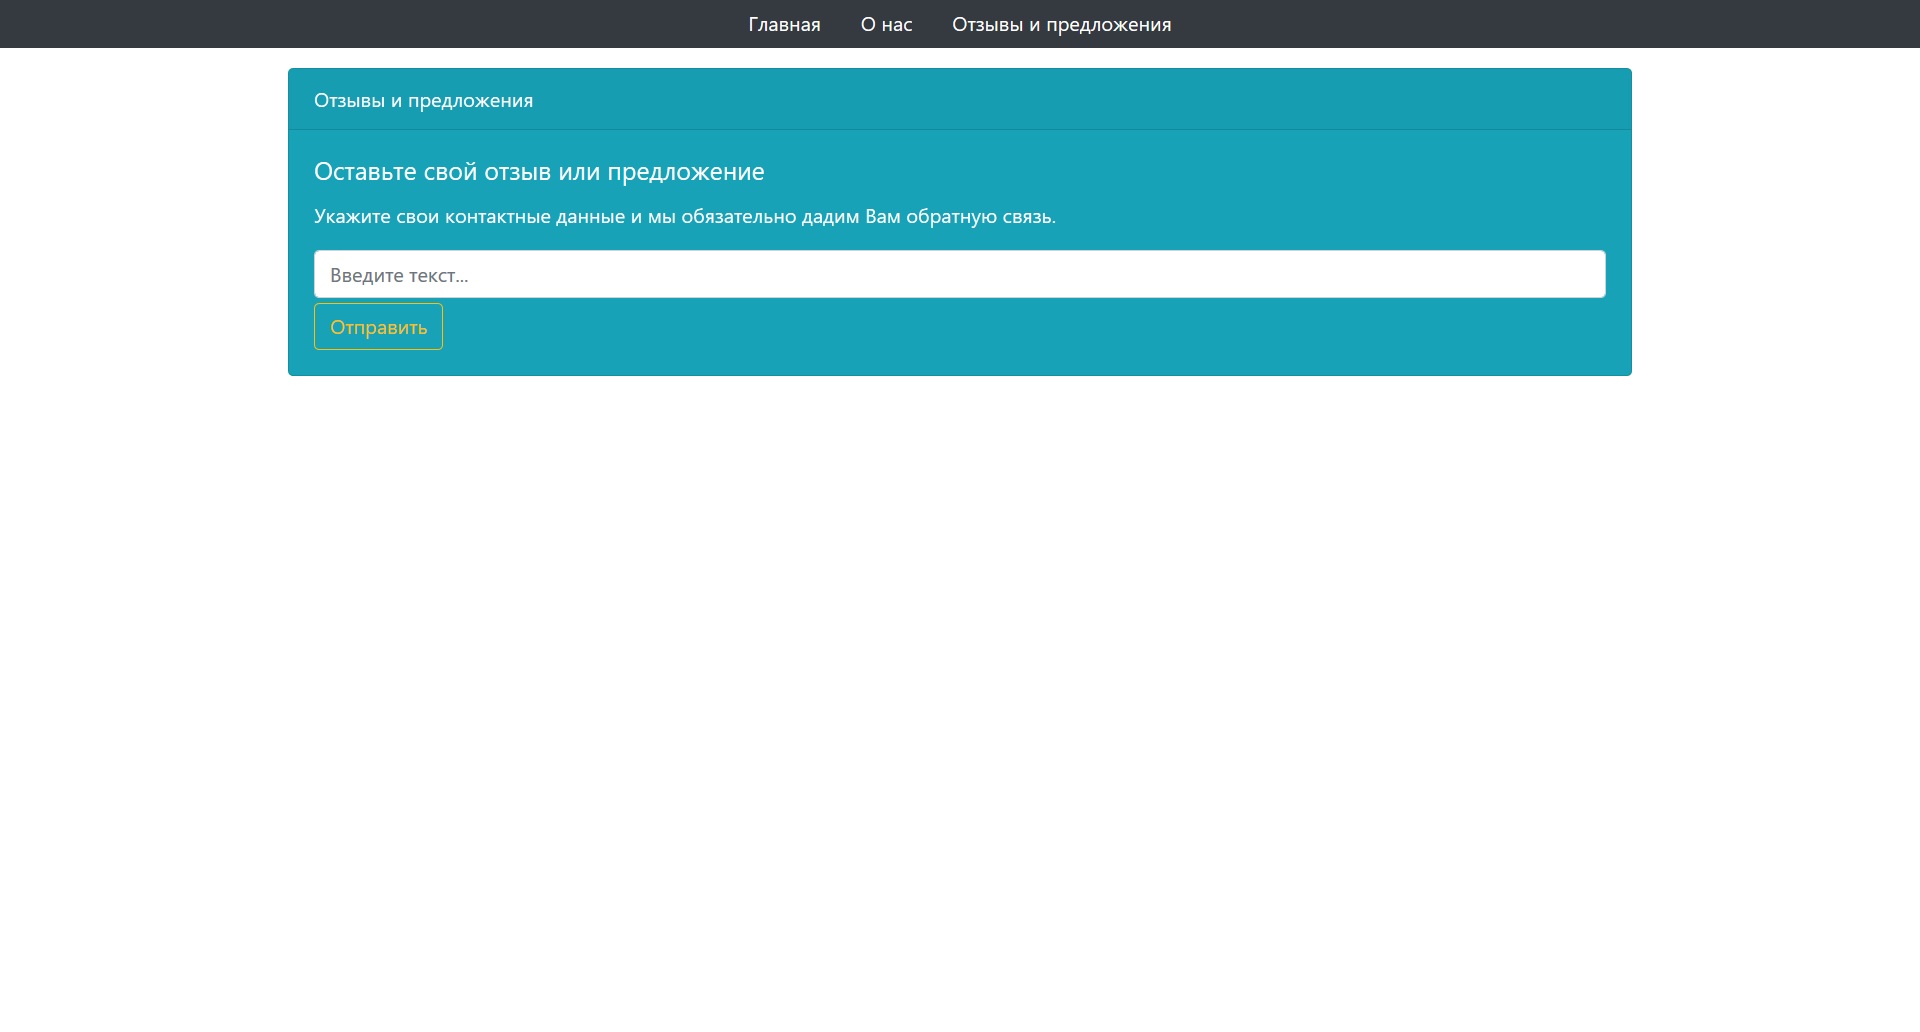 Главная О нас Отзывы и предложения
Отзывы и предложения
Оставьте свой отзыв или предложение
Укажите свои контактные данные и мы обязательно дадим Вам обратную связь.
Введите текст...
Отправить